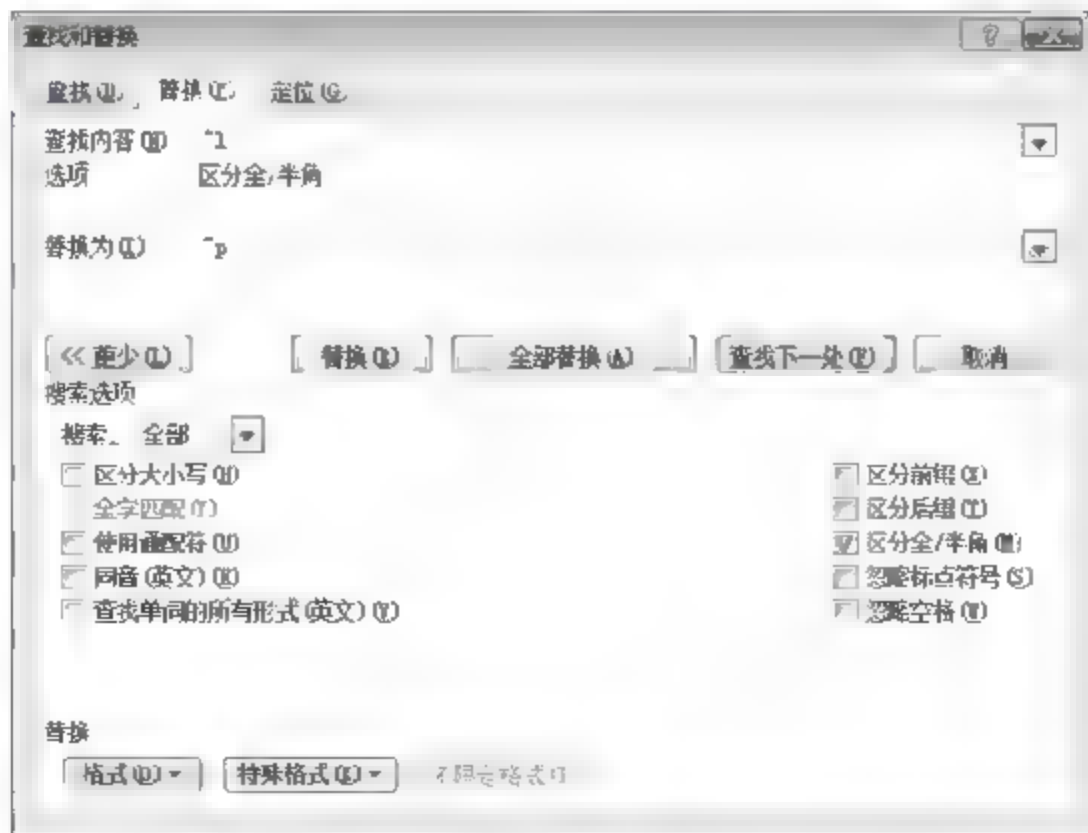 查找和替换
查找(D) 替换(P) 定位(G)
查找内容(N) ^l
选项 区分全/半角
替换为(I) ^p
<< 更少(L) 替换(R) 全部替换(A) 查找下一处(F) 取消
搜索选项
搜索: 全部
区分大小写(H) 区分前缀(X)
全字匹配(Y) 区分后缀(T)
使用通配符(U) 区分全/半角(M)
同音(英文)(K) 忽略标点符号(S)
查找单词的所有形式(英文)(W) 忽略空格(W)
替换
格式(O) 特殊格式(E) 不限定格式(T)